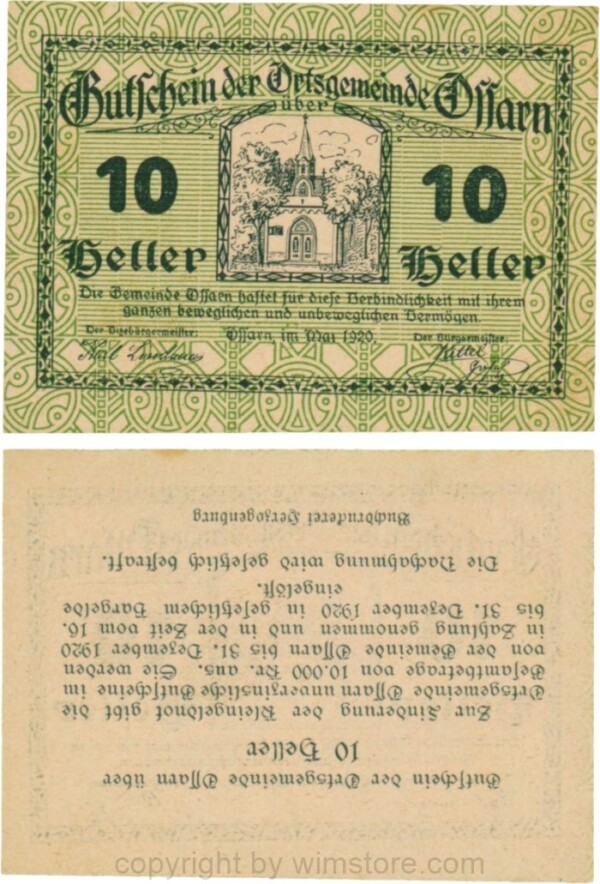 Gutschein der Ortsgemeinde Ossarn
über
10 10
Heller Heller
Die Gemeinde Ossarn haftet für diese Verbindlichkeit mit ihrem
ganzen beweglichen und unbeweglichen Vermögen.
Der Vizebürgermeister: Ossarn, im Mai 1920. Der Bürgermeister:
Gutschein der Ortsgemeinde Ossarn über
10 Heller
Zur Linderung der Kleingeldnot gibt die
Ortsgemeinde Ossarn unverzinsliche Gutscheine im
Gesamtbetrage von 10.000 Kr. aus. Sie werden
von der Gemeinde Ossarn bis 31. Dezember 1920
in Zahlung genommen und in der Zeit vom 16.
bis 31. Dezember 1920 in gesetzlichem Bargelde
eingelöst.
Die Nachahmung wird gesetzlich bestraft.
Buchdruckerei Herzogenburg
copyright by wimstore.com